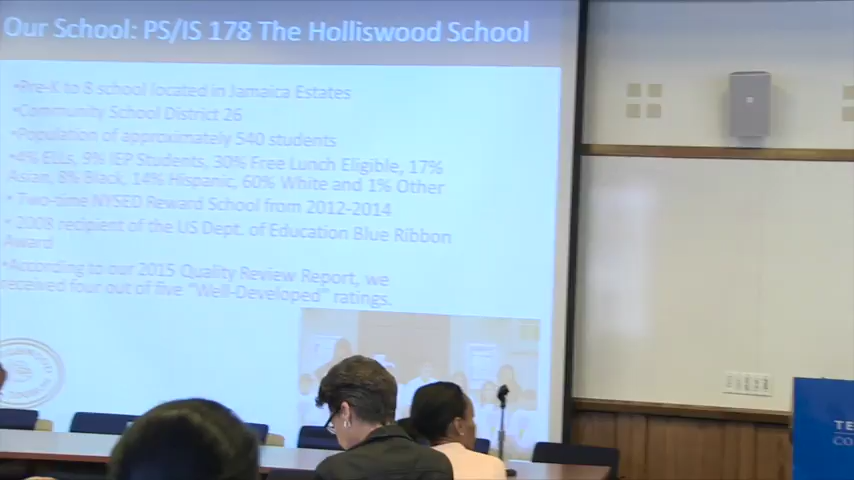 Our School: PS/IS 178 The Holliswood School
•Pre-K to 8 school located in Jamaica Estates
•Community School District 26
•Population of approximately 540 students
•4% ELLs, 9% IEP Students, 30% Free Lunch Eligible, 17%
Asian, 8% Black, 14% Hispanic, 60% White and 1% Other
• Two-time NYSED Reward School from 2012-2014
• 2008 recipient of the US Dept. of Education Blue Ribbon
Award
•According to our 2015 Quality Review Report, we
received four out of five “Well-Developed” ratings.
TE
CO